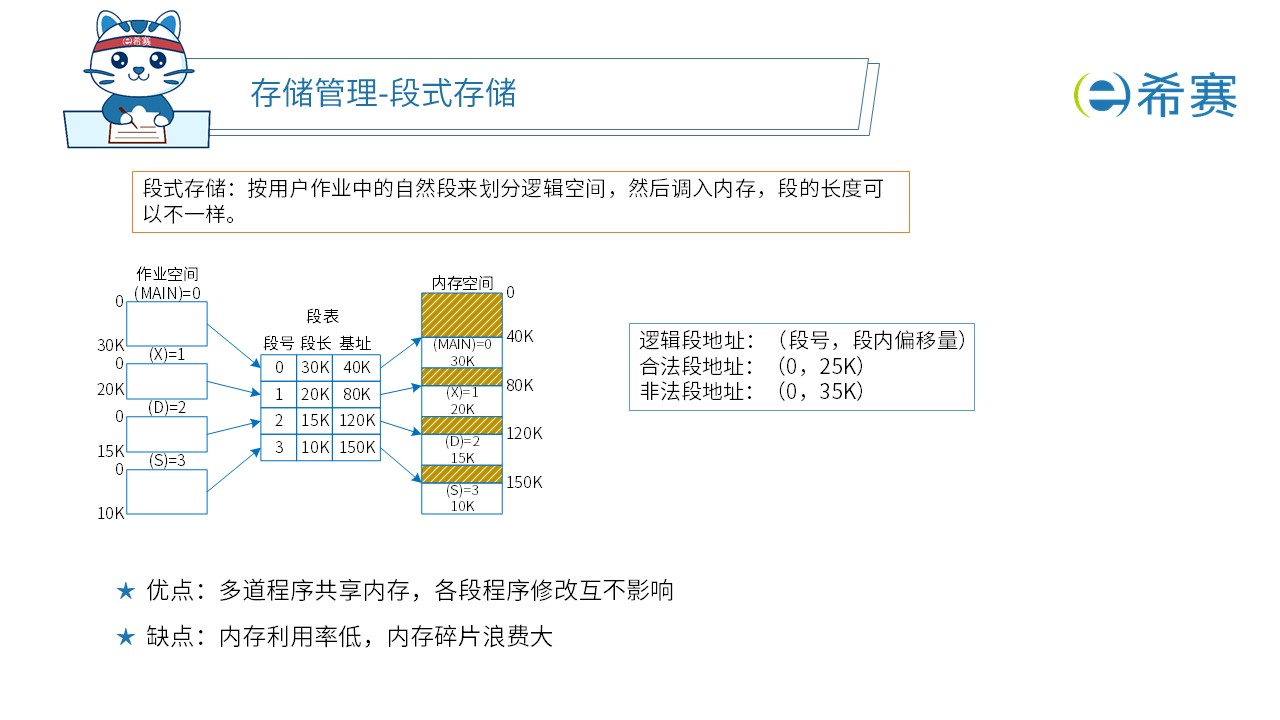 希赛
存储管理-段式存储
希赛
段式存储：按用户作业中的自然段来划分逻辑空间，然后调入内存，段的长度可
以不一样。
作业空间
(MAIN)=0
0
30K
(X)=1
0
20K
(D)=2
0
15K
(S)=3
0
10K
段表
段号 段长 基址
0 30K 40K
1 20K 80K
2 15K 120K
3 10K 150K
内存空间
0
40K
(MAIN)=0
30K
80K
(X)=1
20K
120K
(D)=2
15K
150K
(S)=3
10K
逻辑段地址：（段号，段内偏移量）
合法段地址：（0，25K）
非法段地址：（0，35K）
★ 优点：多道程序共享内存，各段程序修改互不影响
★ 缺点：内存利用率低，内存碎片浪费大